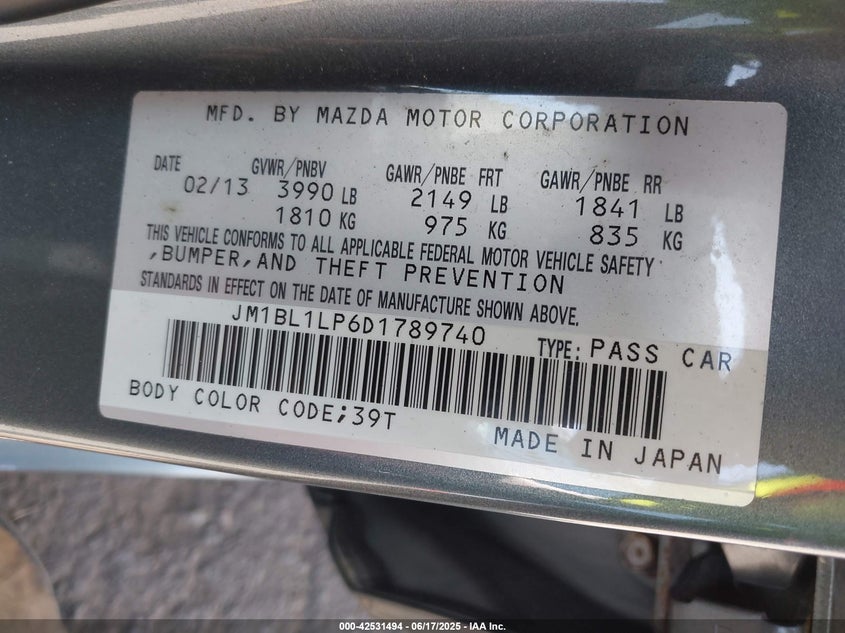 MFD. BY MAZDA MOTOR CORPORATION
DATE GVWR/PNBV GAWR/PNBE FRT GAWR/PNBE RR
02/13 3990 LB 2149 LB 1841 LB
1810 KG 975 KG 835 KG
THIS VEHICLE CONFORMS TO ALL APPLICABLE FEDERAL MOTOR VEHICLE SAFETY
,BUMPER,AND THEFT PREVENTION
STANDARDS IN EFFECT ON THE DATE OF MANUFACTURE SHOWN ABOVE.
JM1BL1LP6D1789740 TYPE: PASS CAR
BODY COLOR CODE;39T MADE IN JAPAN
000-42531494 - 06/17/2025 - IAA Inc.